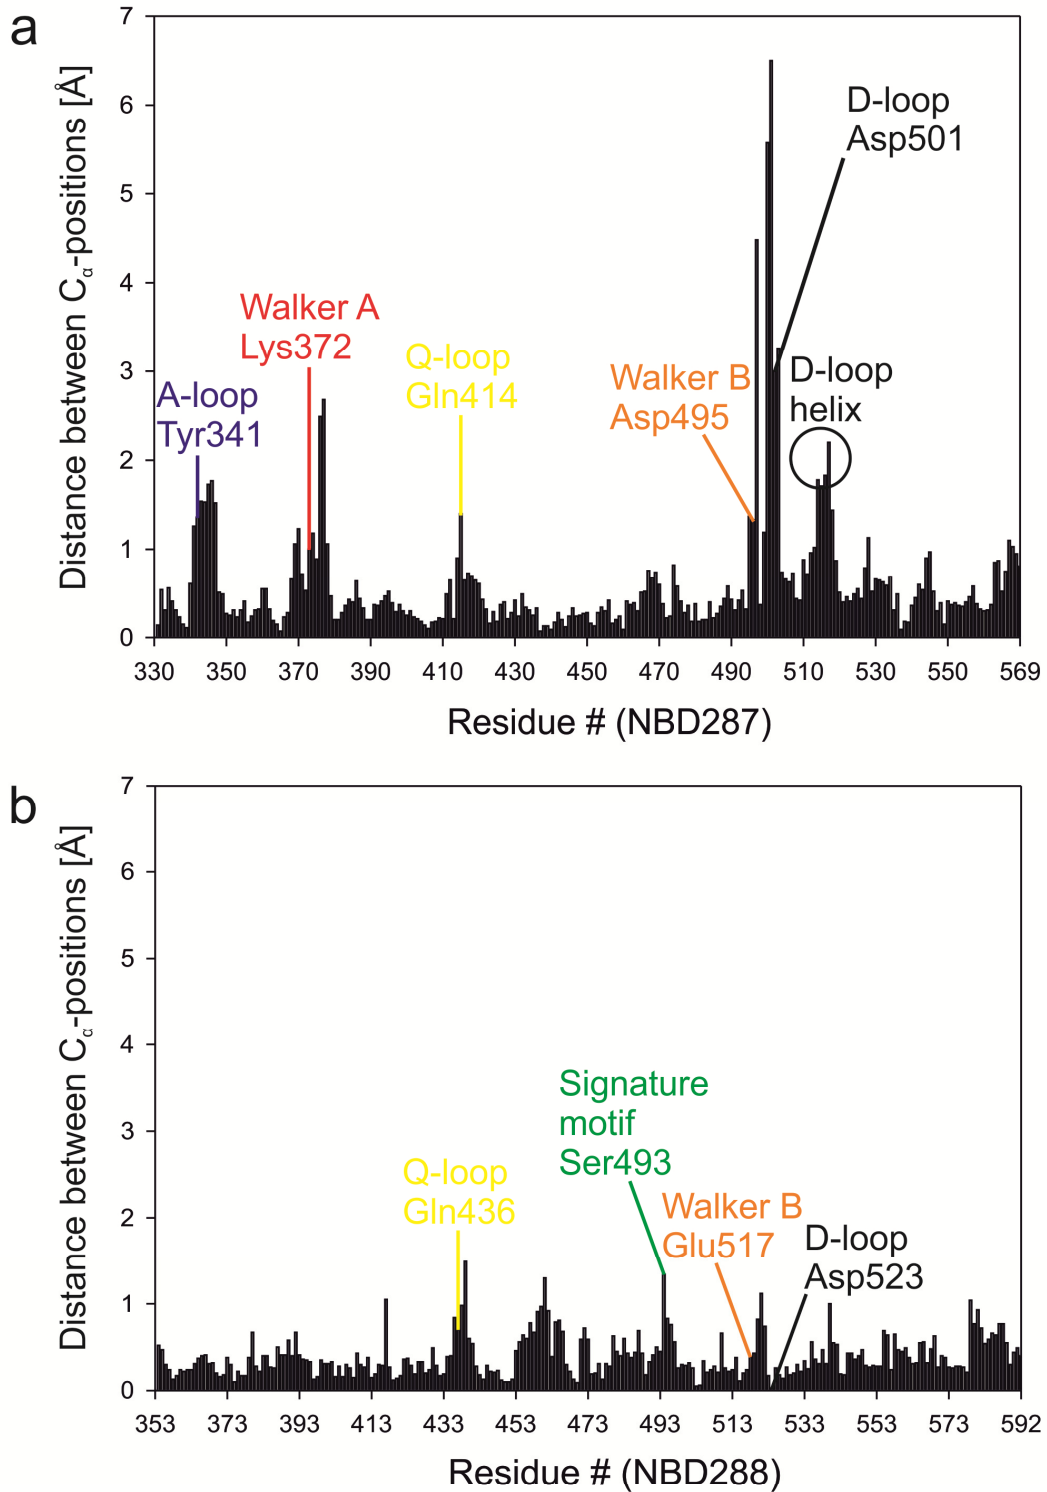 a
Distance between Cα-positions [Å]
7
6
5
4
3
2
1
0
D-loop
Asp501
Walker A
Lys372
Q-loop
Gln414
A-loop
Tyr341
Walker B
Asp495
D-loop
helix
330 350 370 390 410 430 450 470 490 510 530 550 569
Residue # (NBD287)
b
Distance between Cα-positions [Å]
7
6
5
4
3
2
1
0
Signature
motif
Ser493
Q-loop
Gln436
Walker B
Glu517
D-loop
Asp523
353 373 393 413 433 453 473 493 513 533 553 573 592
Residue # (NBD288)